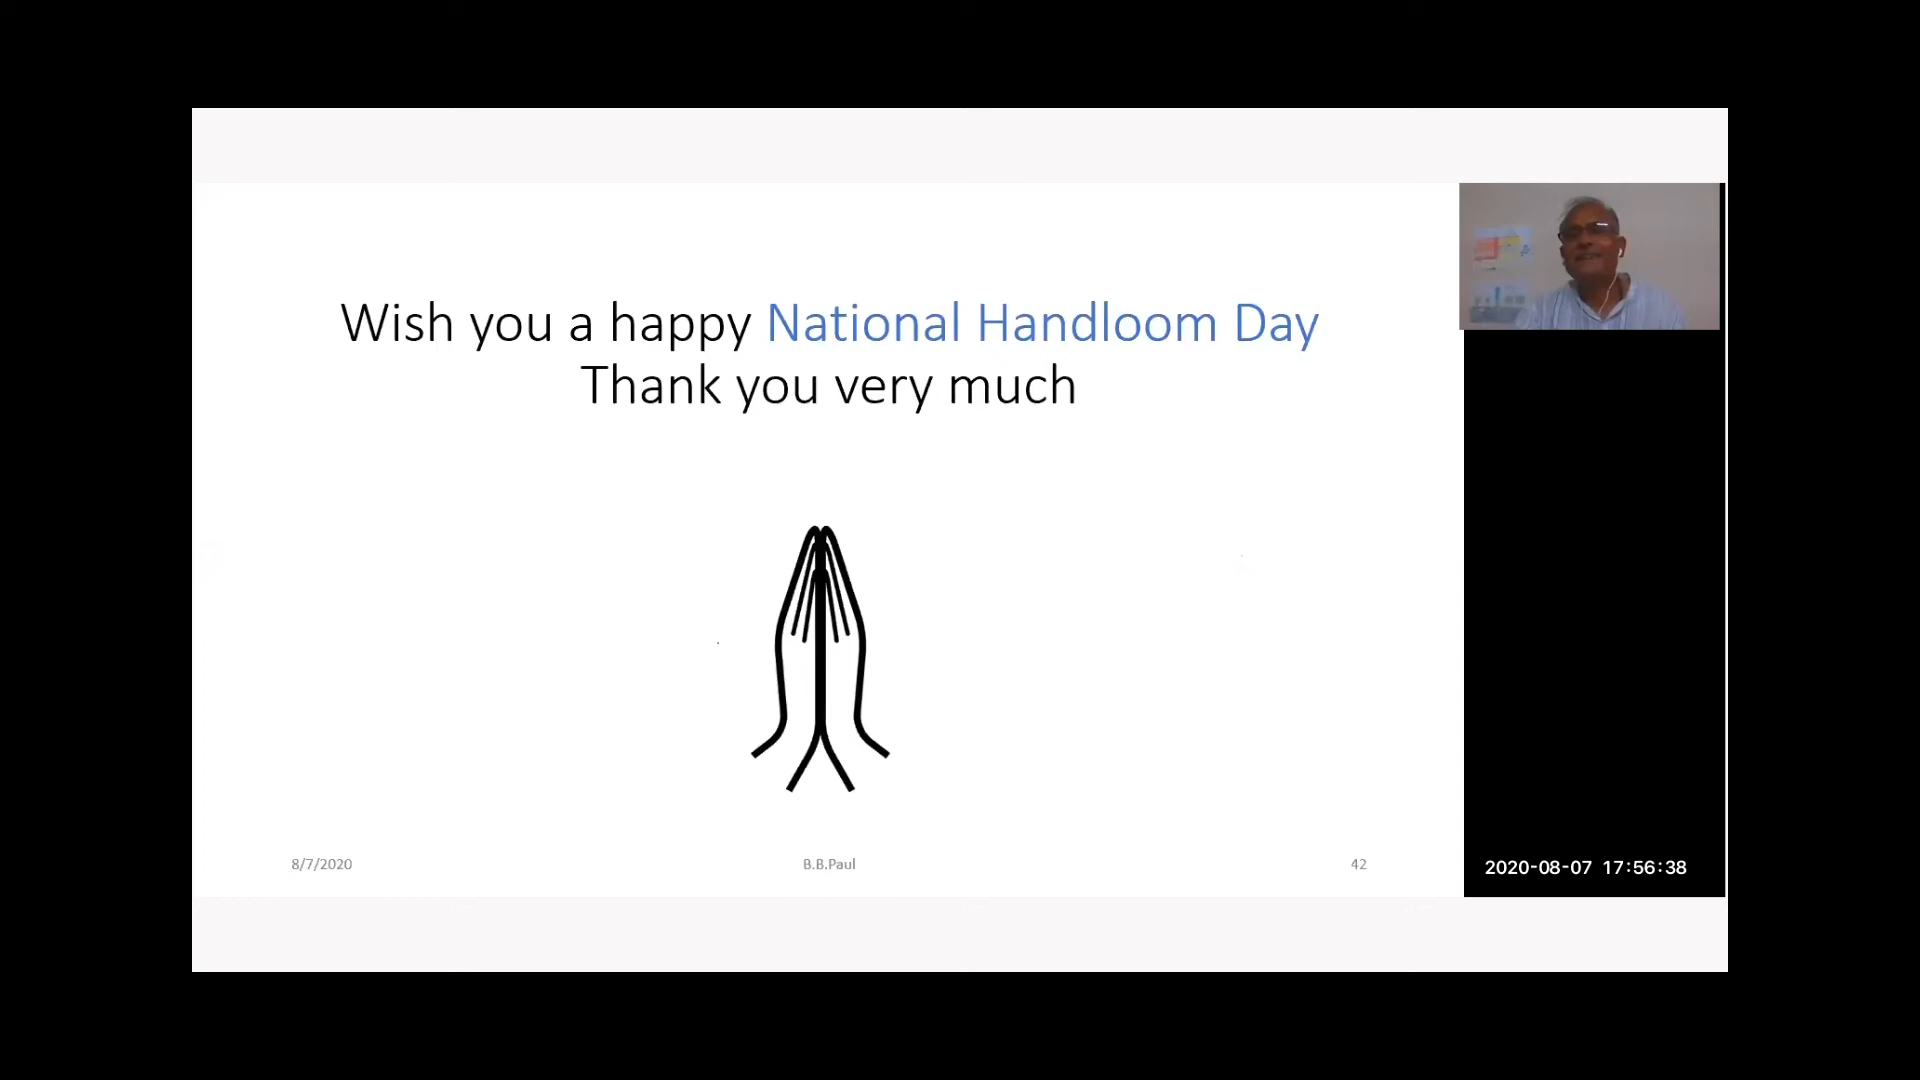 Wish you a happy National Handloom Day
Thank you very much
8/7/2020
B.B.Paul
42
2020-08-07 17:56:38